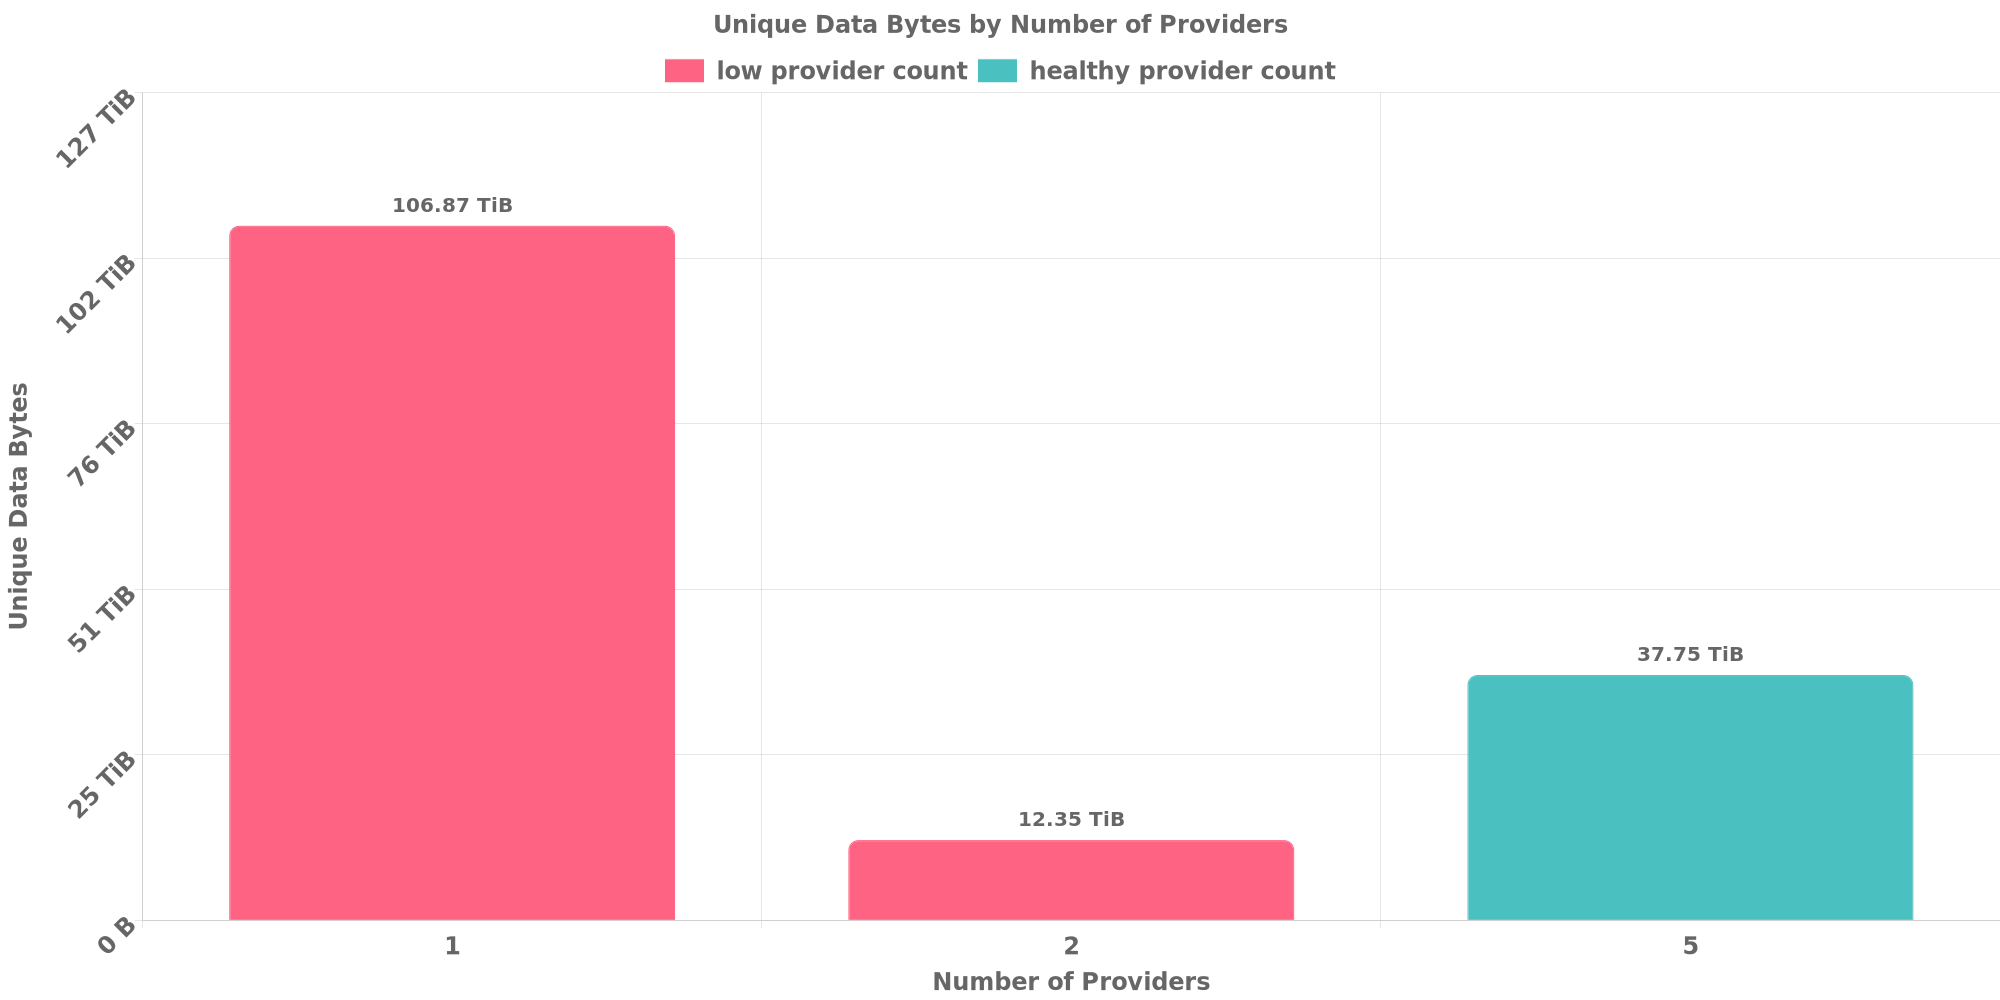 Unique Data Bytes by Number of Providers
low provider count
healthy provider count
127 TiB
102 TiB
76 TiB
51 TiB
25 TiB
0 B
Unique Data Bytes
106.87 TiB
12.35 TiB
37.75 TiB
1
2
5
Number of Providers